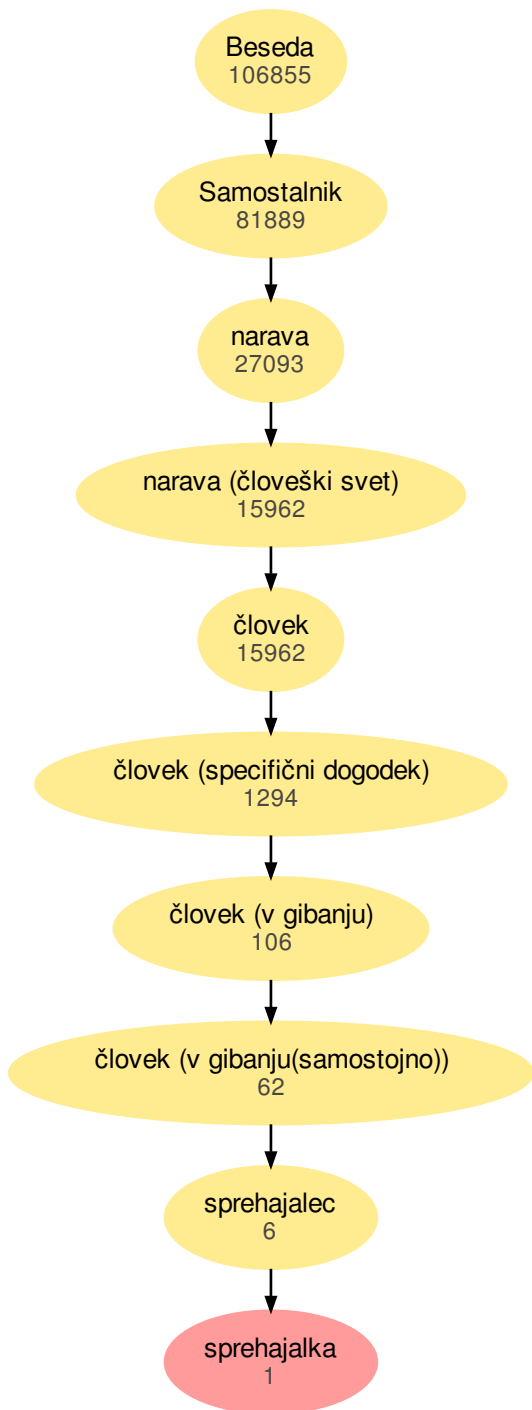 Beseda
106855
Samostalnik
81889
narava
27093
narava (človeški svet)
15962
človek
15962
človek (specifični dogodek)
1294
človek (v gibanju)
106
človek (v gibanju(samostojno))
62
sprehajalec
6
sprehajalka
1